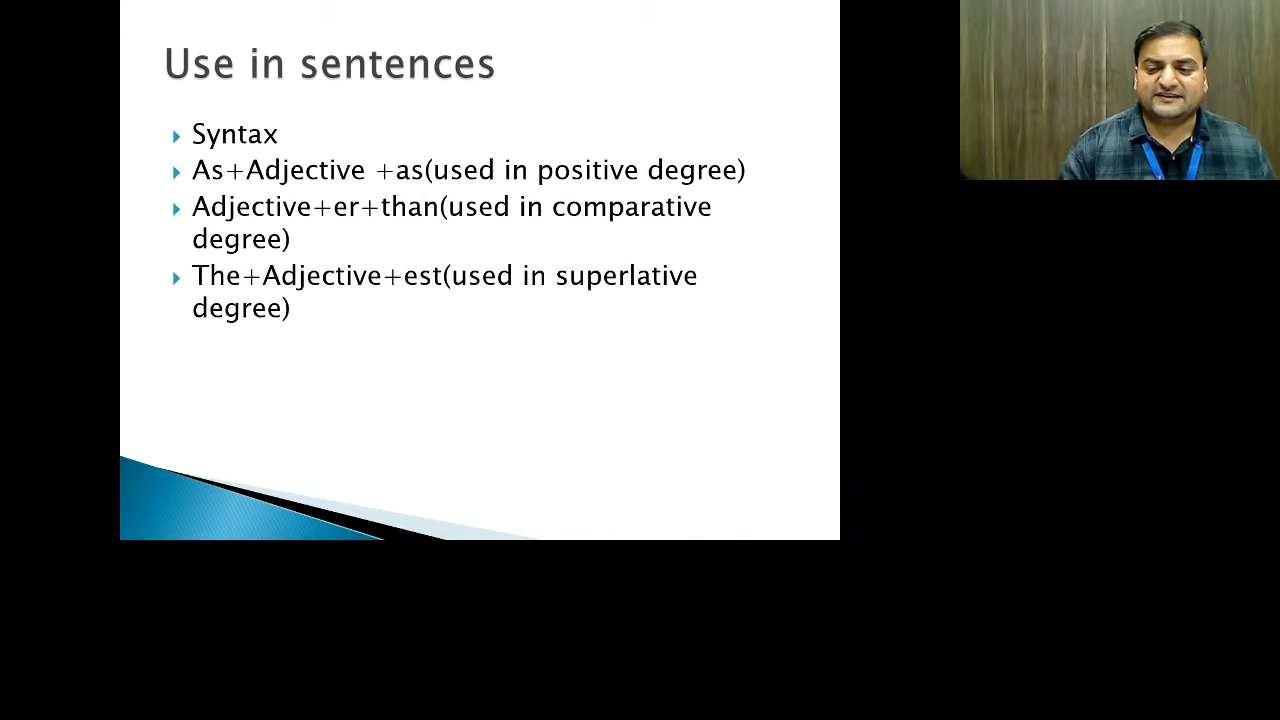 Use in sentences
Syntax
As+Adjective +as(used in positive degree)
Adjective+er+than(used in comparative
degree)
The+Adjective+est(used in superlative
degree)